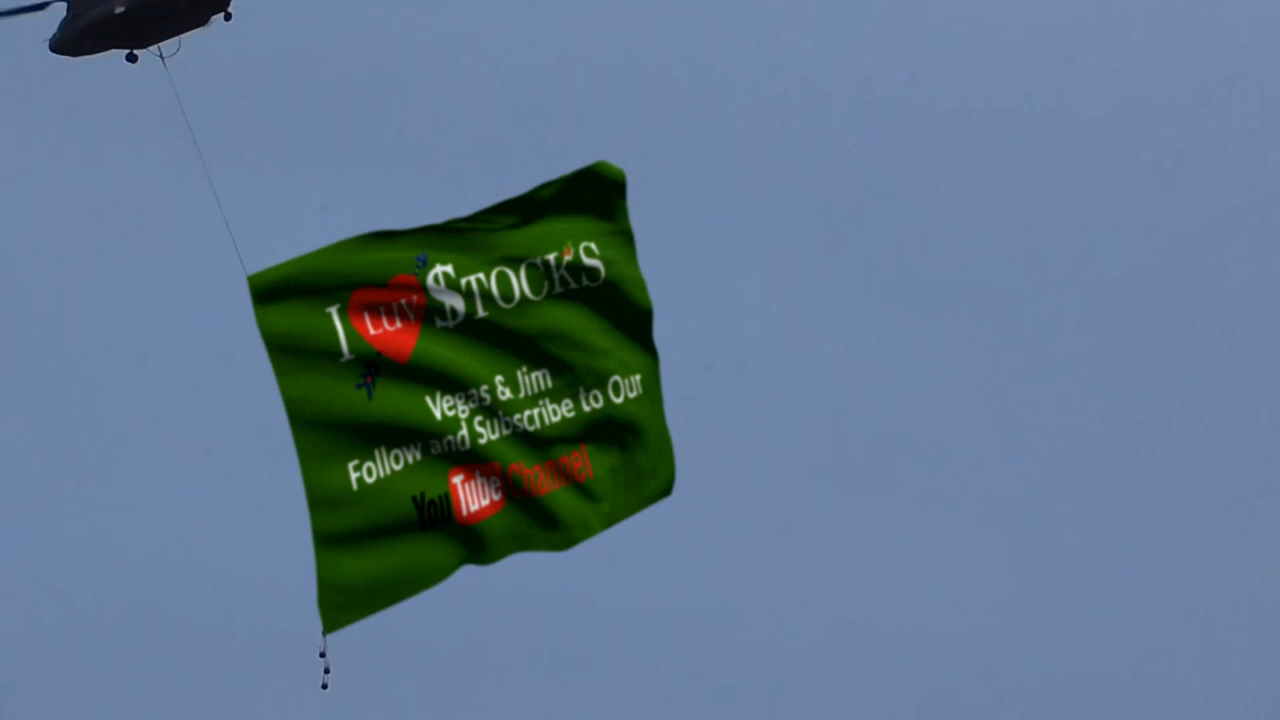 I LUV $TOCKS
Vegas & Jim
Follow and Subscribe to Our
YouTube Channel